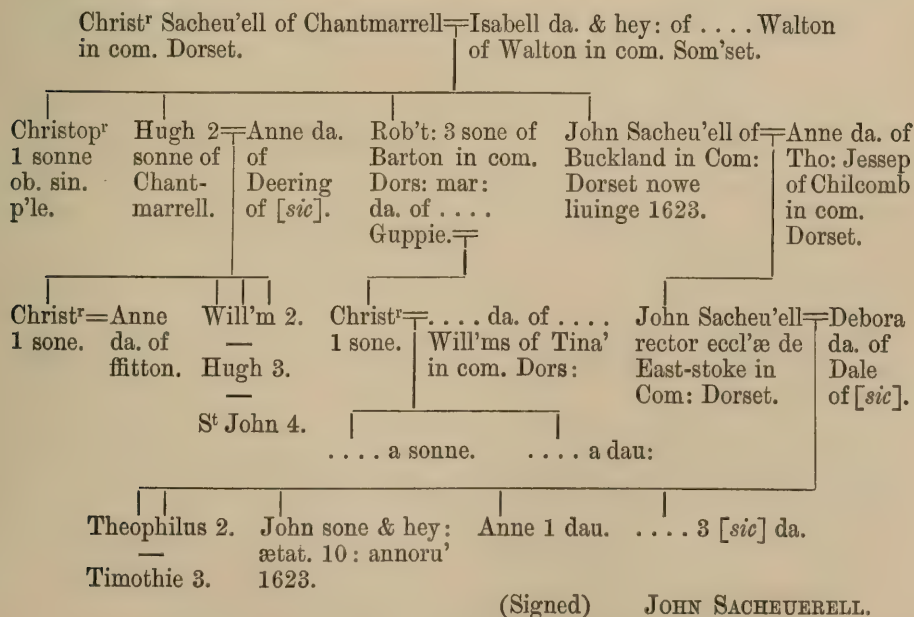 Christʳ Sacheu'ell of Chantmarrell=Isabell da. & hey: of .... Walton
in com. Dorset. of Walton in com. Som'set.
Christopʳ
1 sonne
ob. sin.
p'le.
Hugh 2=Anne da.
sonne of of
Chant- Deering
marrell. of [sic].
Rob't: 3 sone of
Barton in com.
Dors: mar:
da. of ....
Guppie.=
John Sacheu'ell of=Anne da. of
Buckland in Com: Tho: Jessep
Dorset nowe of Chilcomb
liuinge 1623. in com.
Dorset.
Christʳ=Anne
1 sone. da. of
ffitton.
Will'm 2.
—
Hugh 3.
—
Sᵗ John 4.
Christʳ=.... da. of ....
1 sone. Will'ms of Tina'
in com. Dors:
John Sacheu'ell=Debora
rector eccl'æ de da. of
East-stoke in Dale
Com: Dorset. of [sic].
.... a sonne. .... a dau:
Theophilus 2.
—
Timothie 3.
John sone & hey:
ætat. 10: annoru'
1623.
Anne 1 dau.
.... 3 [sic] da.
(Signed) JOHN SACHEUERELL.